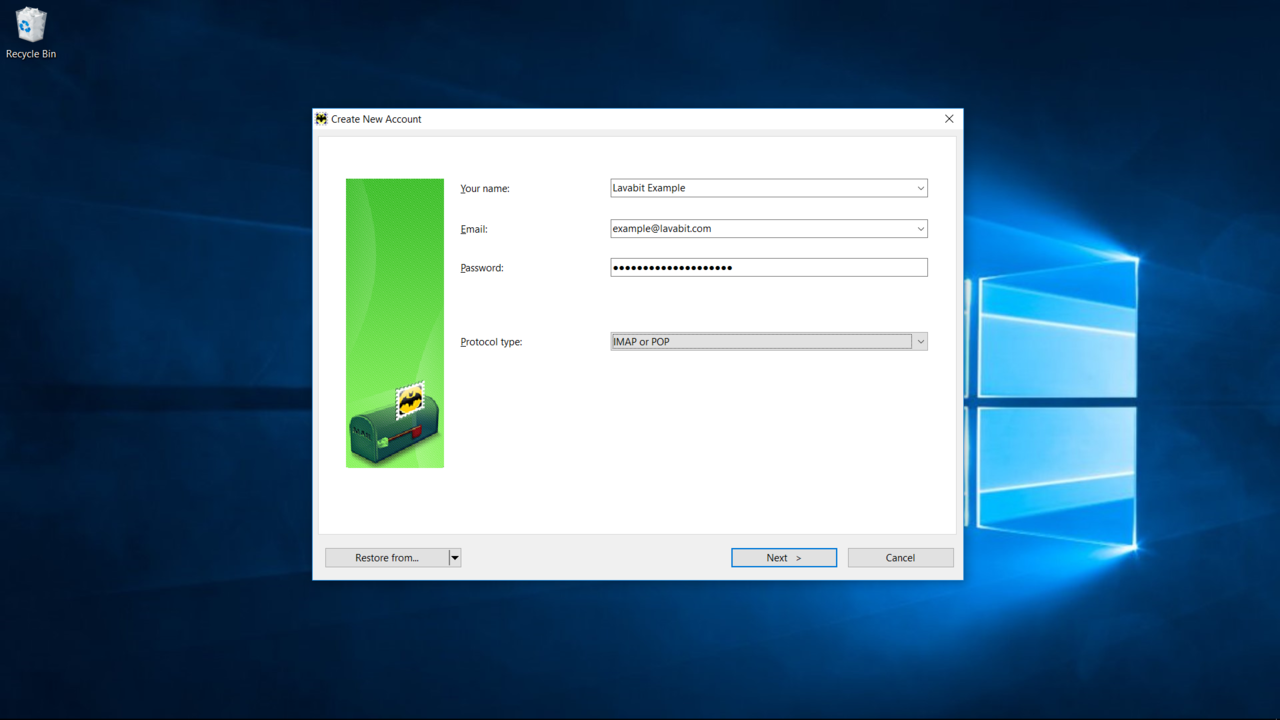 Recycle Bin
Create New Account
Your name:
Lavabit Example
Email:
example@lavabit.com
Password:
••••••••••••••••••••
Protocol type:
IMAP or POP
MAIL
Restore from...
Next >
Cancel